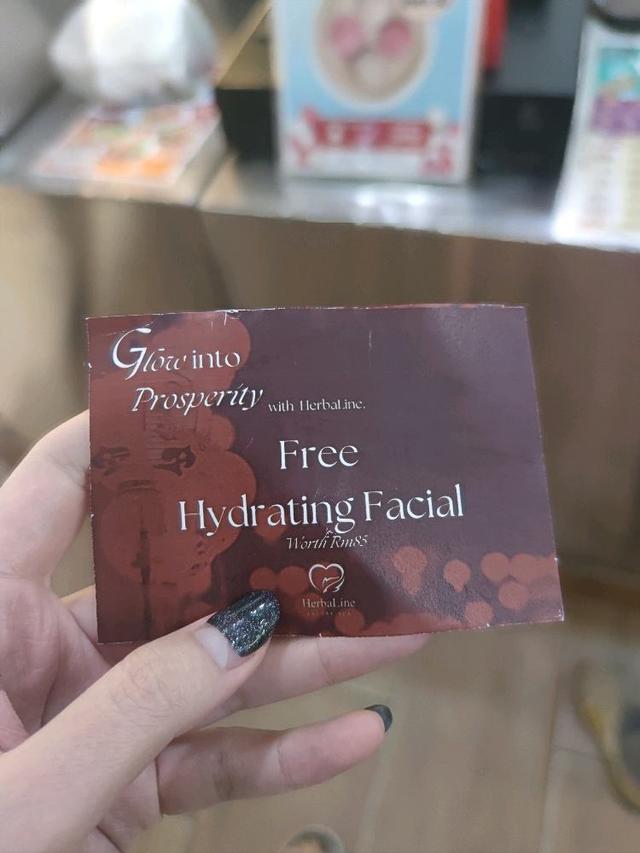 Glow into
Prosperity with HerbaLine.
Free
Hydrating Facial
Worth Rm85
HerbaLine